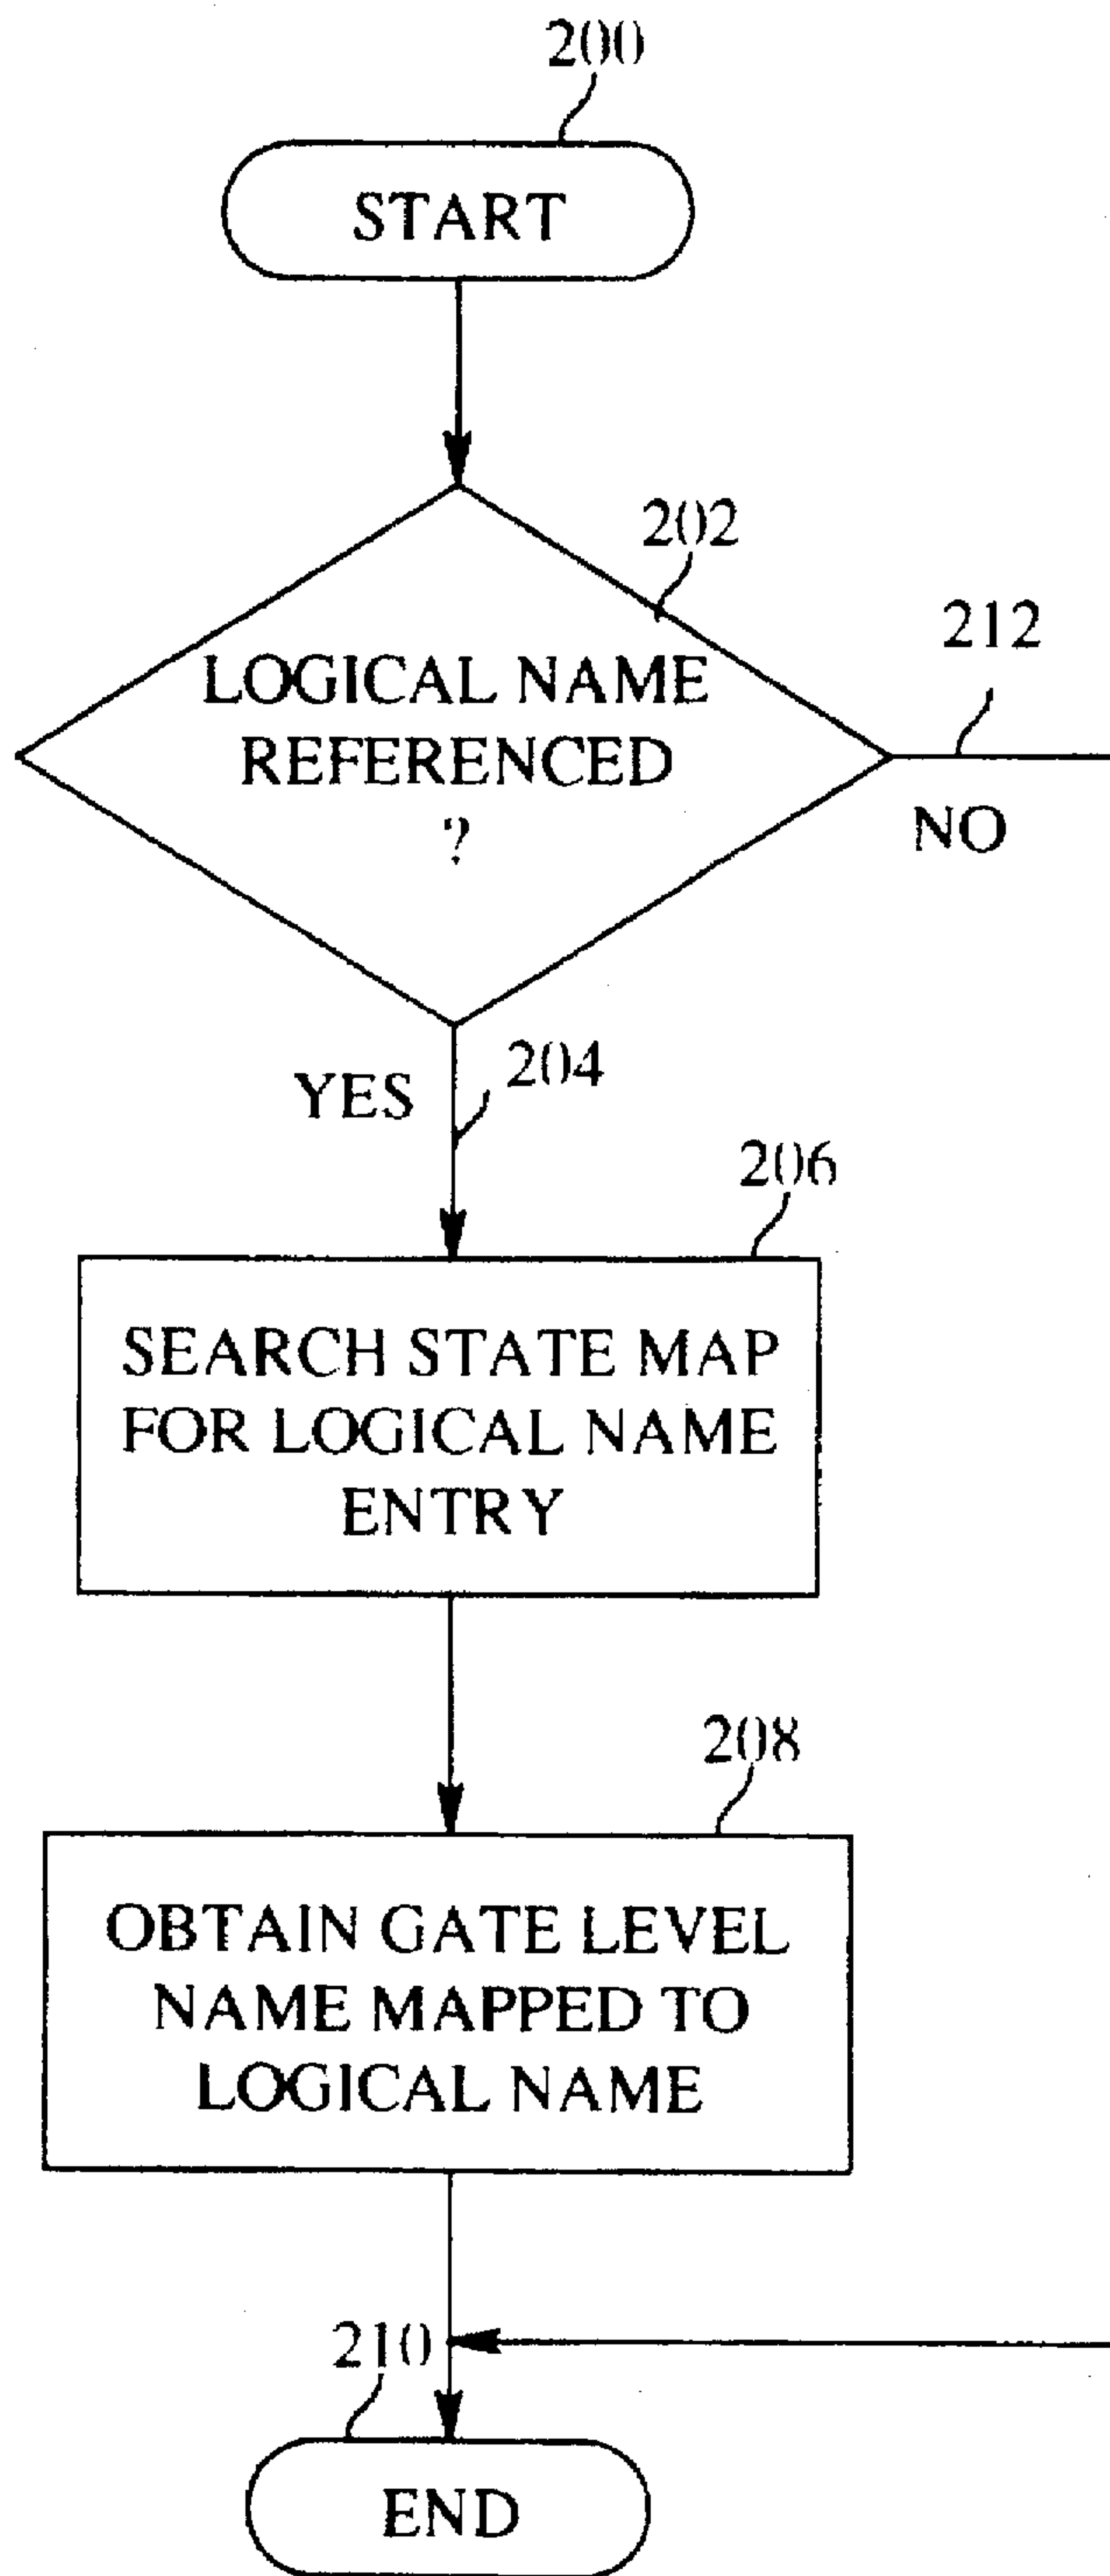 200
START
202
LOGICAL NAME
REFERENCED
?
212
NO
YES
204
206
SEARCH STATE MAP
FOR LOGICAL NAME
ENTRY
208
OBTAIN GATE LEVEL
NAME MAPPED TO
LOGICAL NAME
210
END